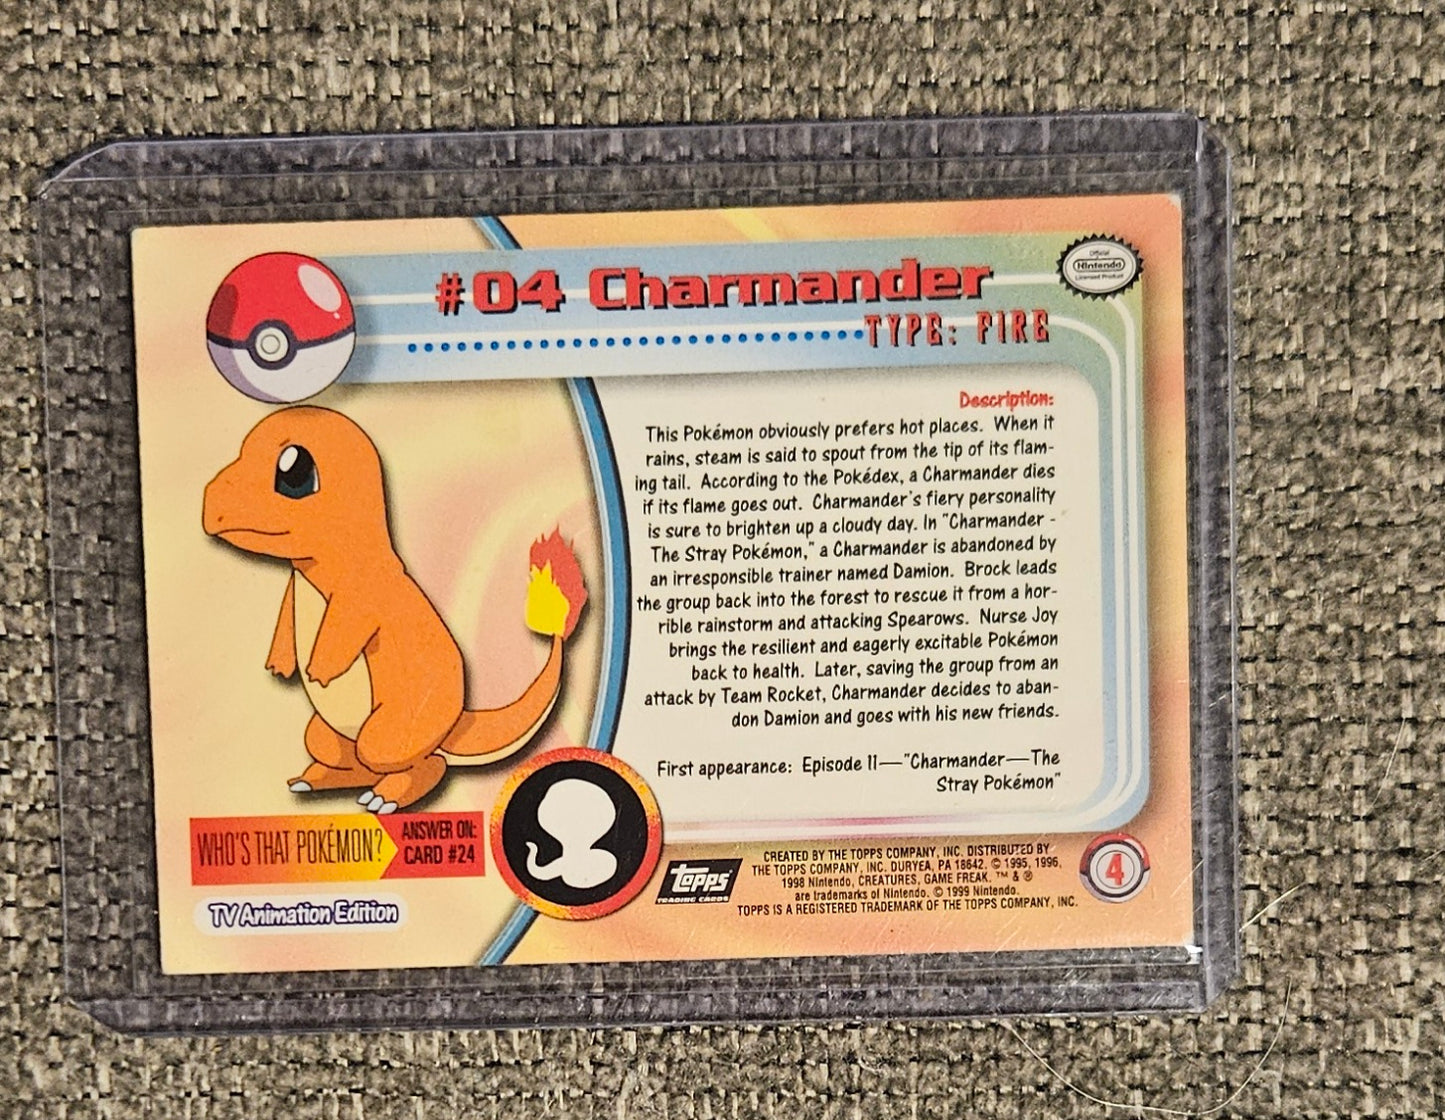 #04 Charmander
Official
Nintendo
Licensed Product
TYPE: FIRE
Description:
This Pokémon obviously prefers hot places. When it
rains, steam is said to spout from the tip of its flam-
ing tail. According to the Pokédex, a Charmander dies
if its flame goes out. Charmander's fiery personality
is sure to brighten up a cloudy day. In "Charmander -
The Stray Pokémon," a Charmander is abandoned by
an irresponsible trainer named Damion. Brock leads
the group back into the forest to rescue it from a hor-
rible rainstorm and attacking Spearows. Nurse Joy
brings the resilient and eagerly excitable Pokémon
back to health. Later, saving the group from an
attack by Team Rocket, Charmander decides to aban-
don Damion and goes with his new friends.
First appearance: Episode 11—"Charmander—The
Stray Pokémon"
WHO'S THAT POKÉMON?
ANSWER ON:
CARD #24
TV Animation Edition
topps
TRADING CARDS
CREATED BY THE TOPPS COMPANY, INC. DISTRIBUTED BY
THE TOPPS COMPANY, INC. DURYEA, PA 18642. © 1995, 1996,
1998 Nintendo, CREATURES, GAME FREAK. ™ & ®
are trademarks of Nintendo. © 1999 Nintendo.
TOPPS IS A REGISTERED TRADEMARK OF THE TOPPS COMPANY, INC.
4